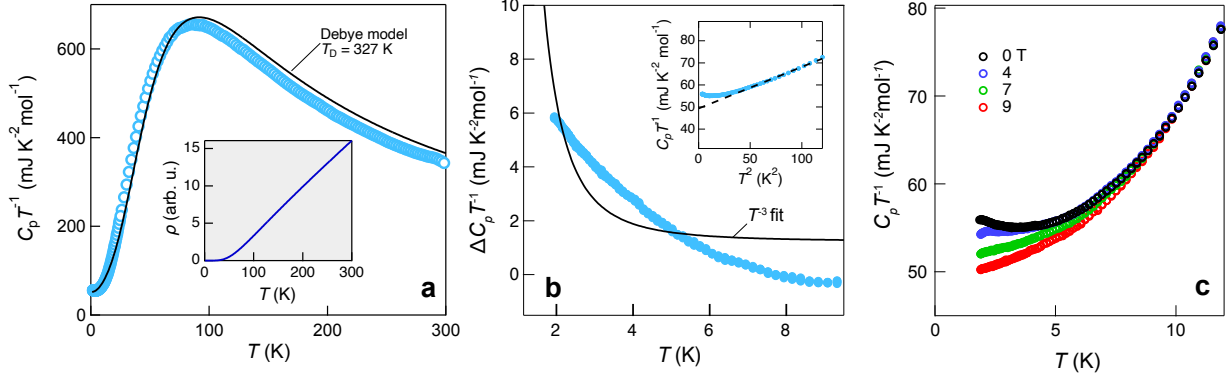 600
400
200
0
C_p T^-1 (mJ K^-2 mol^-1)
0
100
200
300
T (K)
Debye model
T_D = 327 K
15
10
5
0
ρ (arb. u.)
0
100
200
300
T (K)
a
10
8
6
4
2
0
ΔC_p T^-1 (mJ K^-2 mol^-1)
2
4
6
8
T (K)
T^-3 fit
80
70
60
50
40
C_p T^-1 (mJ K^-2 mol^-1)
0
50
100
T^2 (K^2)
b
80
70
60
50
C_p T^-1 (mJ K^-2 mol^-1)
0
5
10
T (K)
0 T
4
7
9
c